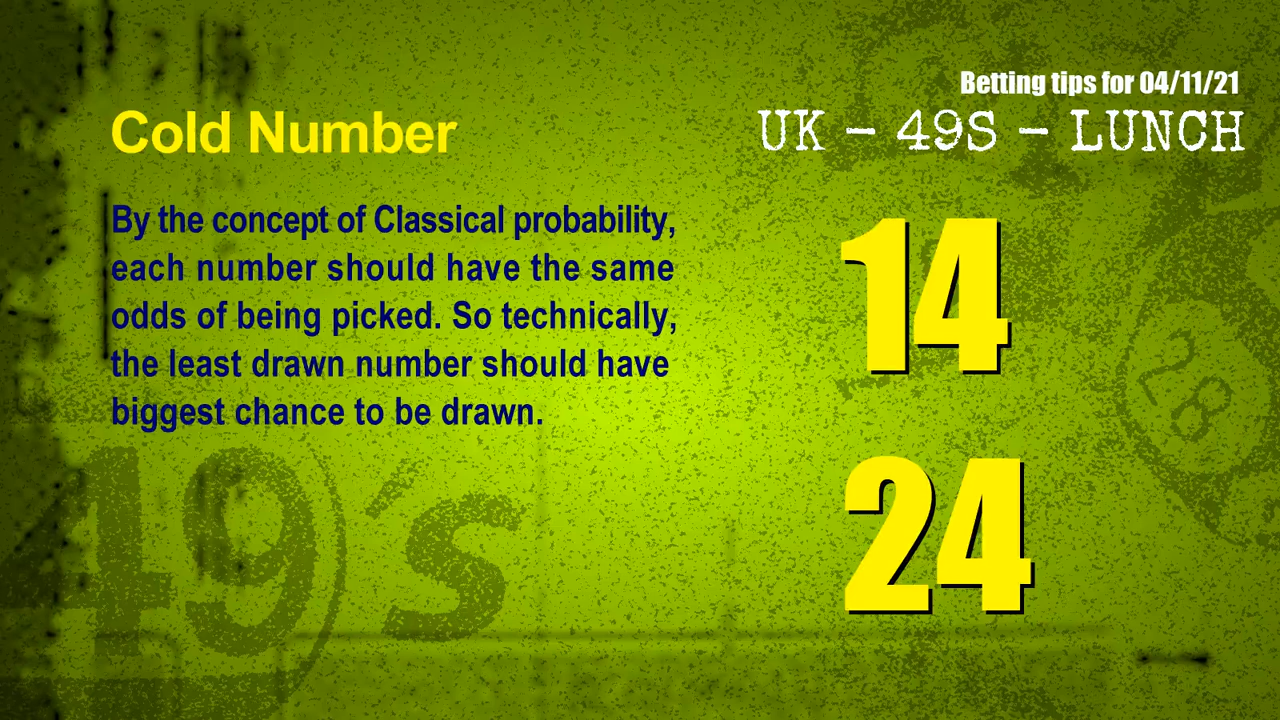 Betting tips for 04/11/21
UK - 49S - LUNCH
Cold Number
By the concept of Classical probability,
each number should have the same
odds of being picked. So technically,
the least drawn number should have
biggest chance to be drawn.
14
24
49's
28